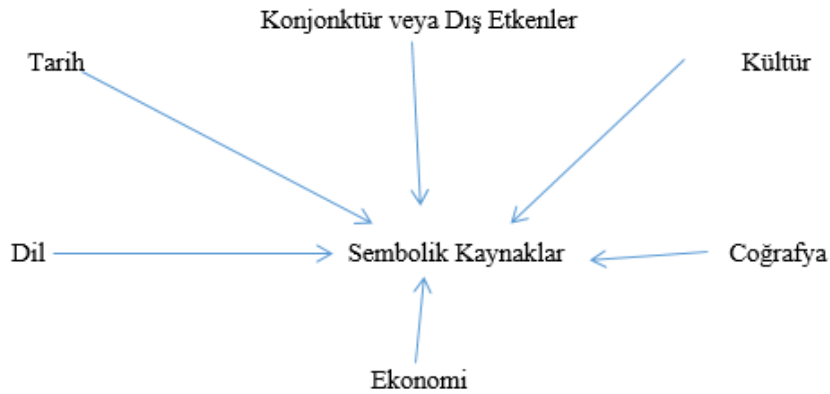 Konjonktür veya Dış Etkenler
Tarih
Kültür
Dil
Sembolik Kaynaklar
Coğrafya
Ekonomi